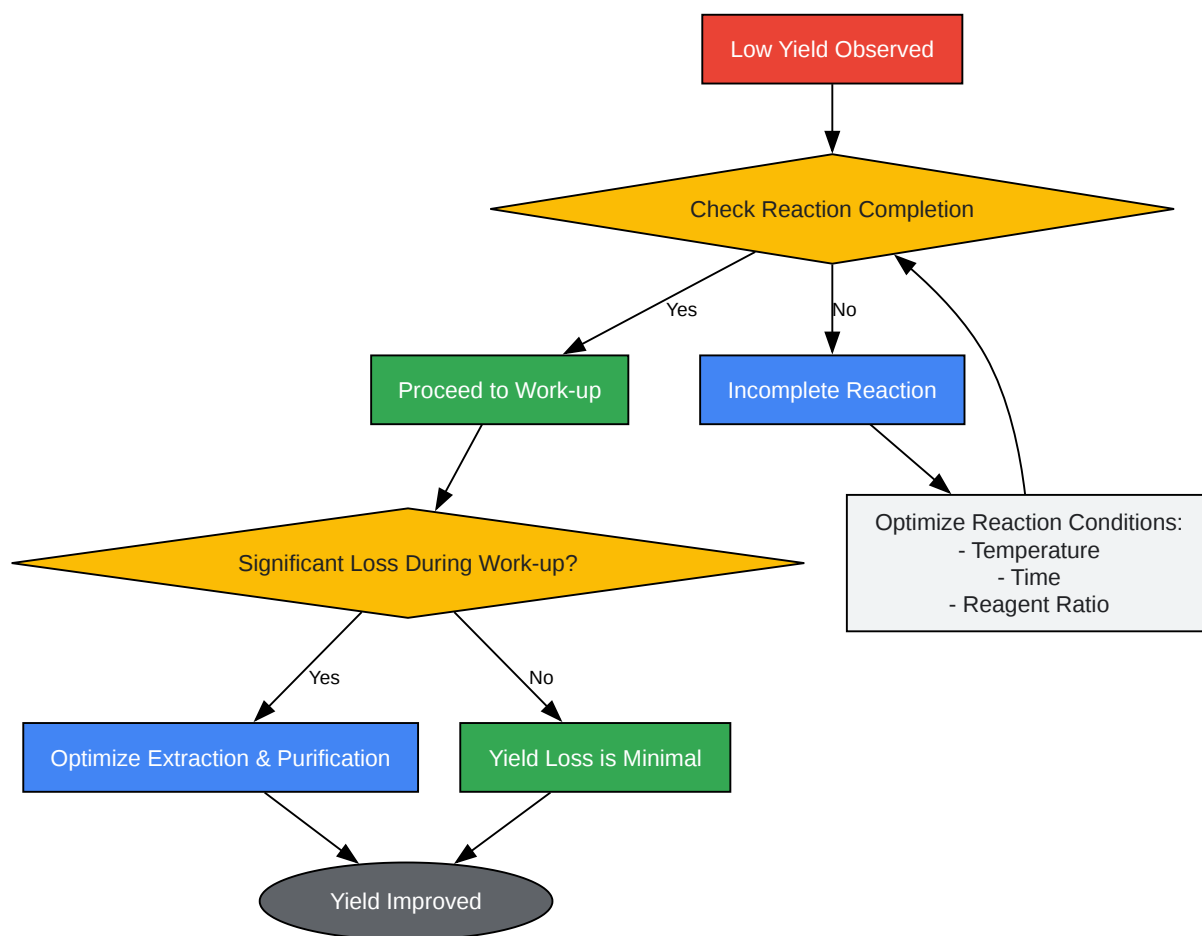 Low Yield Observed
Check Reaction Completion
Yes
No
Proceed to Work-up
Incomplete Reaction
Optimize Reaction Conditions:
- Temperature
- Time
- Reagent Ratio
Significant Loss During Work-up?
Yes
No
Optimize Extraction & Purification
Yield Loss is Minimal
Yield Improved